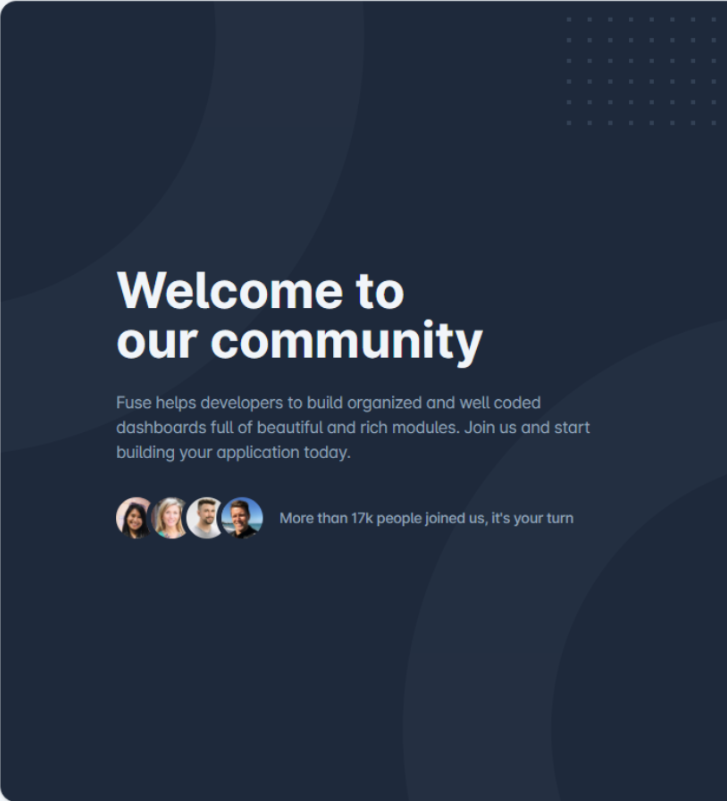 Welcome to
our community
Fuse helps developers to build organized and well coded
dashboards full of beautiful and rich modules. Join us and start
building your application today.
More than 17k people joined us, it's your turn